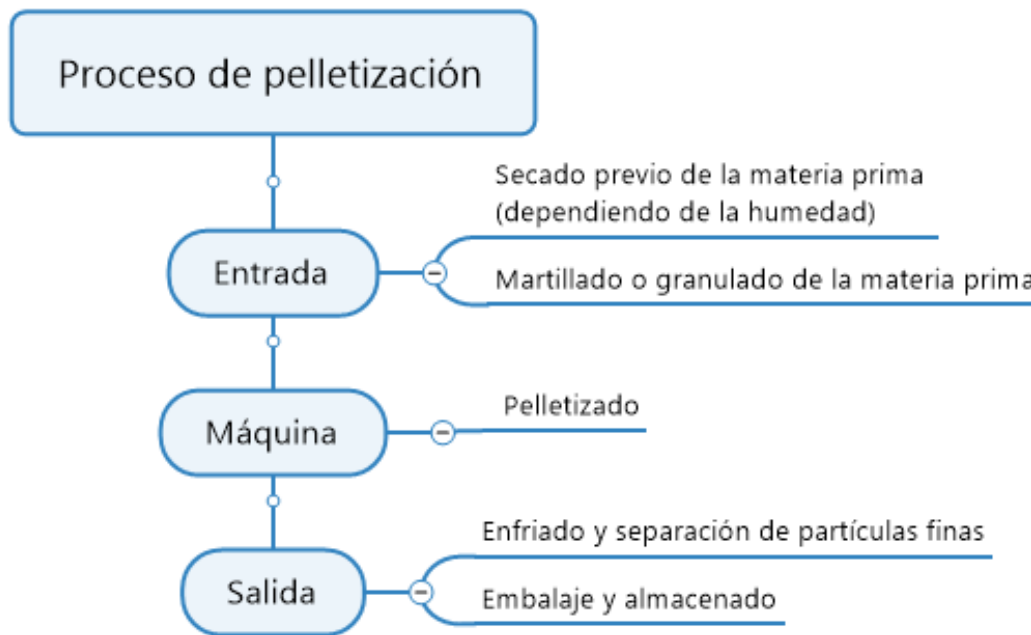 Proceso de pelletización
Entrada
Secado previo de la materia prima
(dependiendo de la humedad)
Martillado o granulado de la materia prima
Máquina
Pelletizado
Salida
Enfriado y separación de partículas finas
Embalaje y almacenado